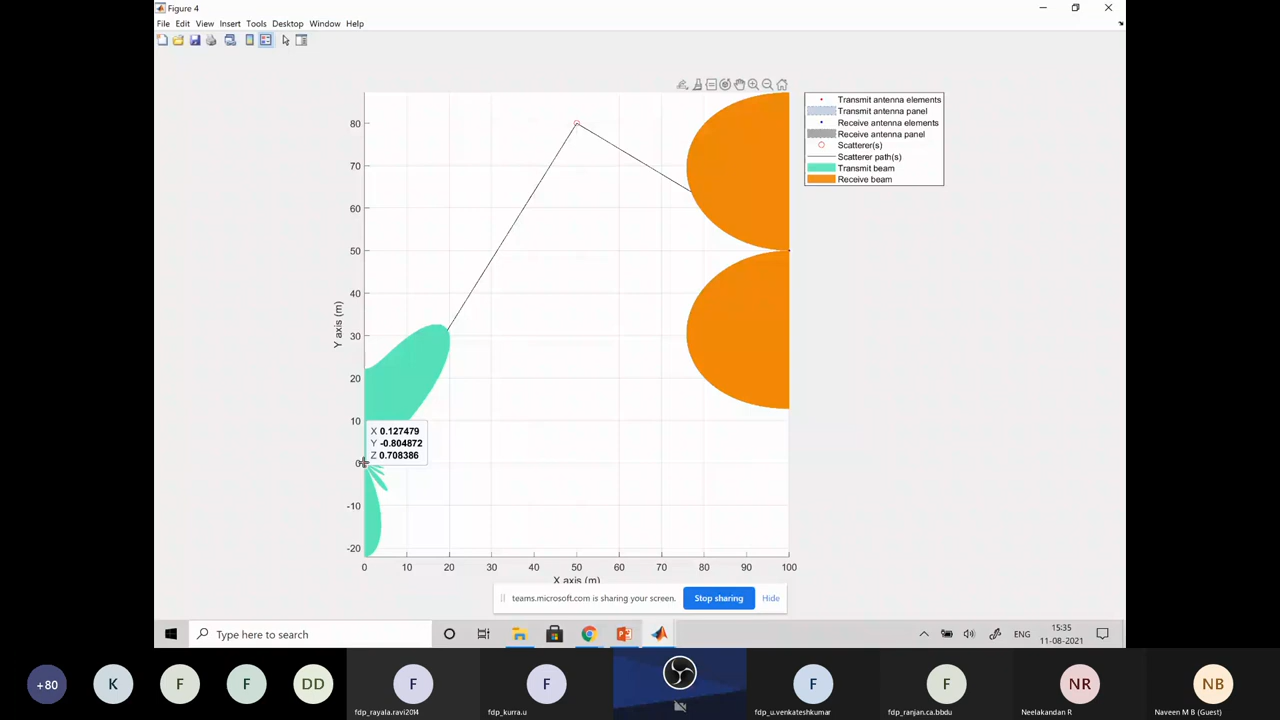 Figure 4
File Edit View Insert Tools Desktop Window Help
Transmit antenna elements
Transmit antenna panel
Receive antenna elements
Receive antenna panel
Scatterer(s)
Scatterer path(s)
Transmit beam
Receive beam
80
70
60
50
40
30
20
10
0
-10
-20
Y axis (m)
X 0.127479
Y -0.804872
Z 0.708386
0 10 20 30 40 50 60 70 80 90 100
X axis (m)
teams.microsoft.com is sharing your screen. Stop sharing Hide
Type here to search
ENG
15:35
11-08-2021
+80 K F F DD F F F F NR NB
fdp_rayala.ravi2014 fdp_kurra.u fdp_u.venkateshkumar fdp_ranjan.ca.bbdu Neelakandan R Naveen M B (Guest)